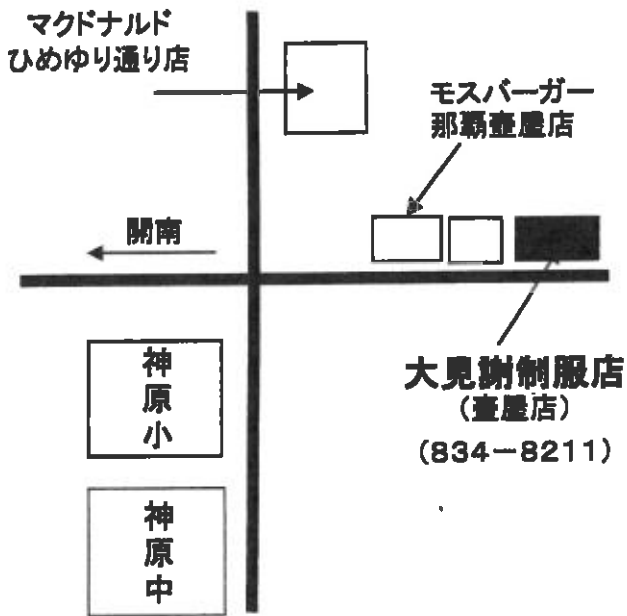 マクドナルド
ひめゆり通り店
モスバーガー
那覇壺屋店
開南
大見謝制服店
(壺屋店)
(834-8211)
神原小
神原中